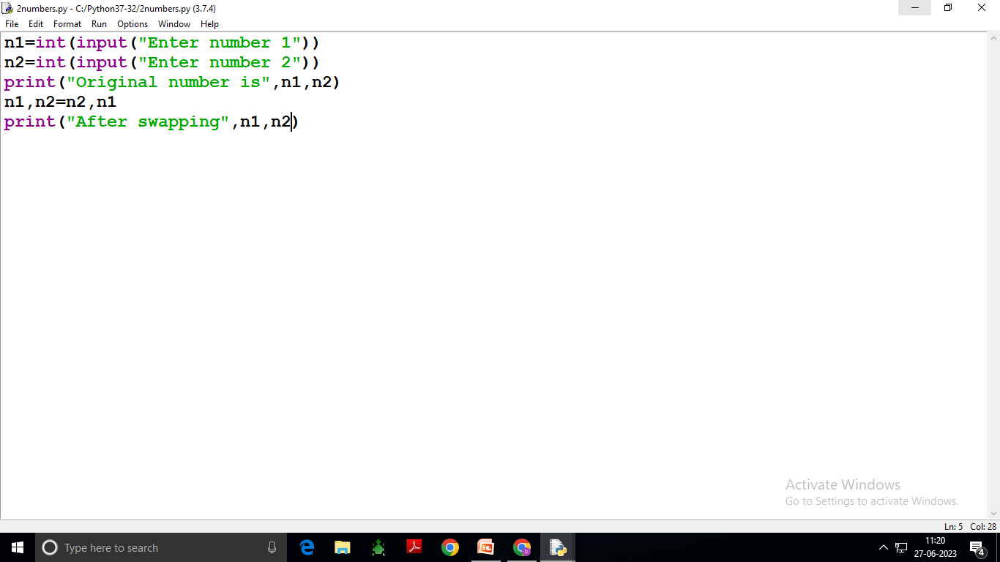 2numbers.py - C:/Python37-32/2numbers.py (3.7.4)
File Edit Format Run Options Window Help
n1=int(input("Enter number 1"))
n2=int(input("Enter number 2"))
print("Original number is",n1,n2)
n1,n2=n2,n1
print("After swapping",n1,n2)
Activate Windows
Go to Settings to activate Windows.
Ln: 5 Col: 28
Type here to search
11:20
27-06-2023
4